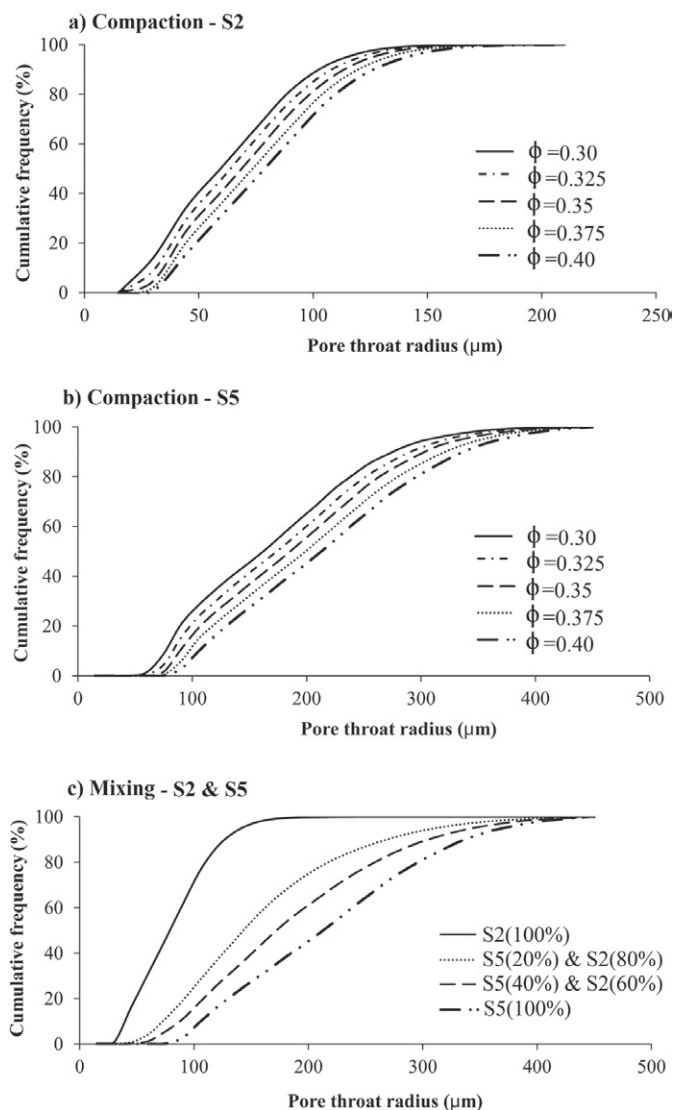 a) Compaction - S2
Cumulative frequency (%)
100
80
60
40
20
0
ϕ =0.30
ϕ =0.325
ϕ =0.35
ϕ =0.375
ϕ =0.40
0
50
100
150
200
250
Pore throat radius (µm)
b) Compaction - S5
Cumulative frequency (%)
100
80
60
40
20
0
ϕ =0.30
ϕ =0.325
ϕ =0.35
ϕ =0.375
ϕ =0.40
0
100
200
300
400
500
Pore throat radius (µm)
c) Mixing - S2 & S5
Cumulative frequency (%)
100
80
60
40
20
0
S2(100%)
S5(20%) & S2(80%)
S5(40%) & S2(60%)
S5(100%)
0
100
200
300
400
500
Pore throat radius (µm)